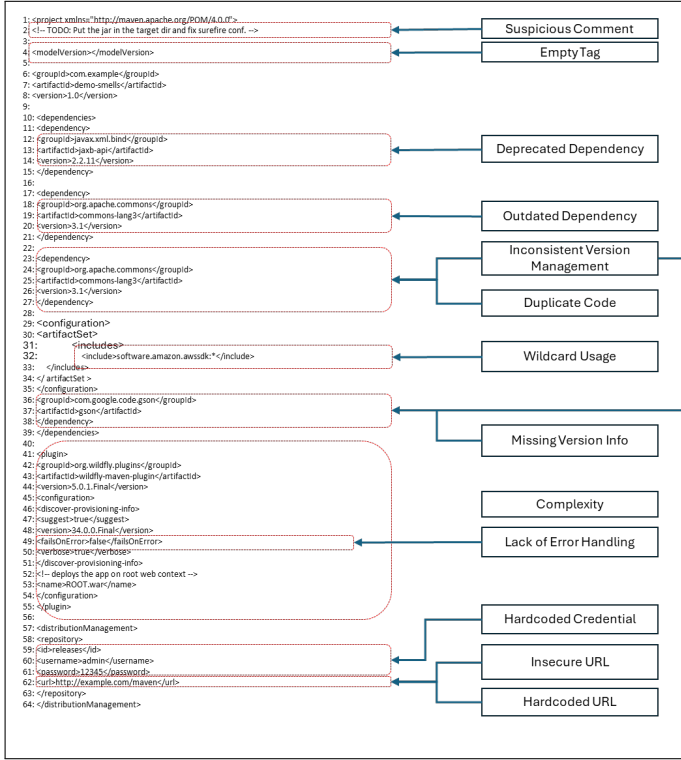 1: <project xmlns="http://maven.apache.org/POM/4.0.0">
2: <!-- TODO: Put the jar in the target dir and fix surefire conf. -->
3:
4: <modelVersion></modelVersion>
5:
6: <groupId>com.example</groupId>
7: <artifactId>demo-smells</artifactId>
8: <version>1.0</version>
9:
10: <dependencies>
11: <dependency>
12: <groupId>javax.xml.bind</groupId>
13: <artifactId>jaxb-api</artifactId>
14: <version>2.2.11</version>
15: </dependency>
16:
17: <dependency>
18: <groupId>org.apache.commons</groupId>
19: <artifactId>commons-lang3</artifactId>
20: <version>3.1</version>
21: </dependency>
22:
23: <dependency>
24: <groupId>org.apache.commons</groupId>
25: <artifactId>commons-lang3</artifactId>
26: <version>3.1</version>
27: </dependency>
28:
29: <configuration>
30: <artifactSet>
31: <includes>
32: <include>software.amazon.awssdk:*</include>
33: </includes>
34: </ artifactSet >
35: </configuration>
36: <groupId>com.google.code.gson</groupId>
37: <artifactId>gson</artifactId>
38: </dependency>
39: </dependencies>
40:
41: <plugin>
42: <groupId>org.wildfly.plugins</groupId>
43: <artifactId>wildfly-maven-plugin</artifactId>
44: <version>5.0.1.Final</version>
45: <configuration>
46: <discover-provisioning-info>
47: <suggest>true</suggest>
48: <version>34.0.0.Final</version>
49: <failsOnError>false</failsOnError>
50: <verbose>true</verbose>
51: </discover-provisioning-info>
52: <!-- deploys the app on root web context -->
53: <name>ROOT.war</name>
54: </configuration>
55: </plugin>
56:
57: <distributionManagement>
58: <repository>
59: <id>releases</id>
60: <username>admin</username>
61: <password>12345</password>
62: <url>http://example.com/maven</url>
63: </repository>
64: </distributionManagement>
Suspicious Comment
Empty Tag
Deprecated Dependency
Outdated Dependency
Inconsistent Version
Management
Duplicate Code
Wildcard Usage
Missing Version Info
Complexity
Lack of Error Handling
Hardcoded Credential
Insecure URL
Hardcoded URL